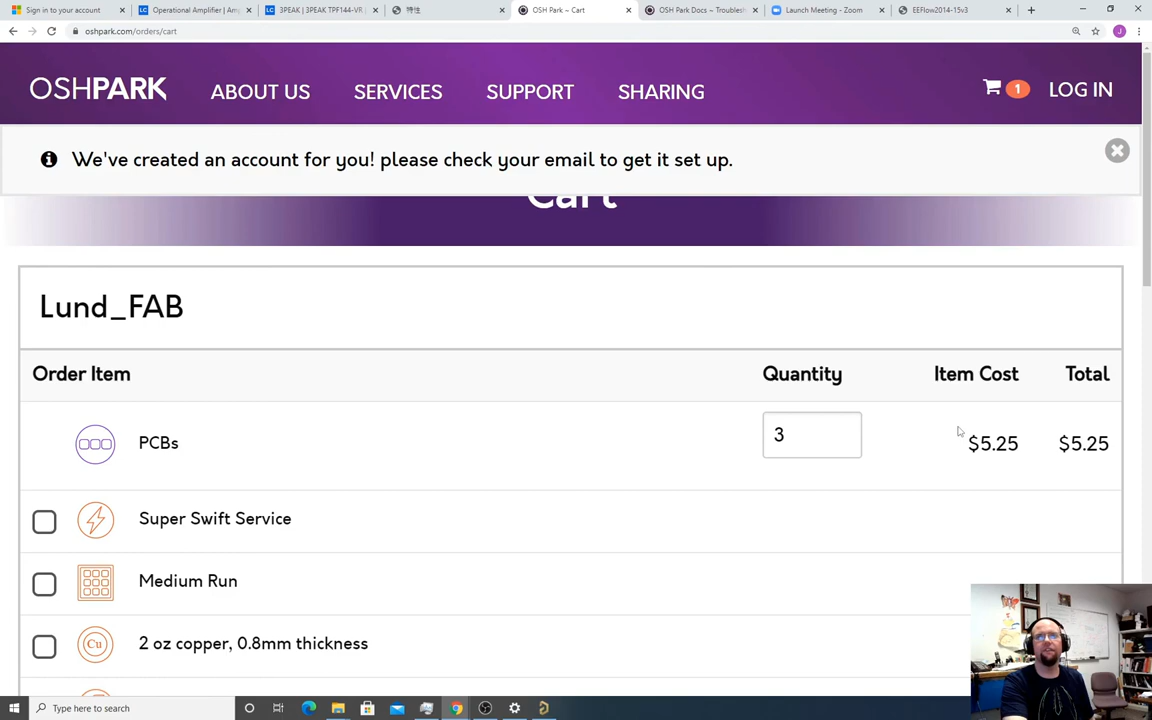 Sign in to your account
Operational Amplifier | Am
3PEAK | 3PEAK TPF144-VR |
特性
OSH Park ~ Cart
OSH Park Docs ~ Troublesh
Launch Meeting - Zoom
EEFlow2014-15v3
oshpark.com/orders/cart
J
OSHPARK
ABOUT US
SERVICES
SUPPORT
SHARING
1
LOG IN
We've created an account for you! please check your email to get it set up.
Cart
Lund_FAB
Order Item
Quantity
Item Cost
Total
PCBs
3
$5.25
$5.25
Super Swift Service
Medium Run
Cu
2 oz copper, 0.8mm thickness
Type here to search